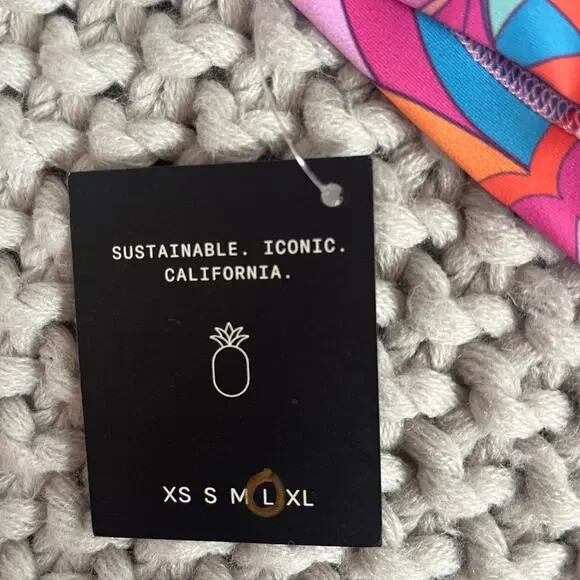 SUSTAINABLE. ICONIC.
CALIFORNIA.
XS S M L XL